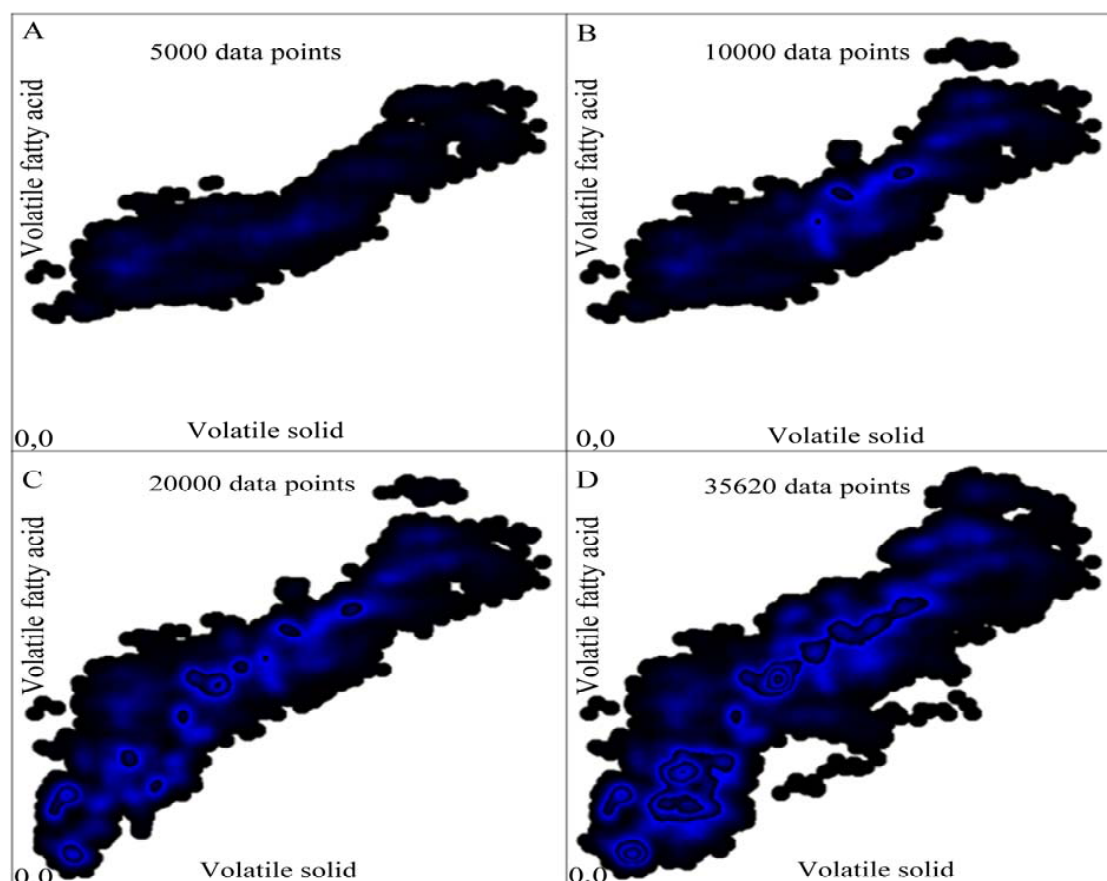 A
5000 data points
Volatile fatty acid
0,0
Volatile solid
B
10000 data points
Volatile fatty acid
0,0
Volatile solid
C
20000 data points
Volatile fatty acid
0,0
Volatile solid
D
35620 data points
Volatile fatty acid
0,0
Volatile solid